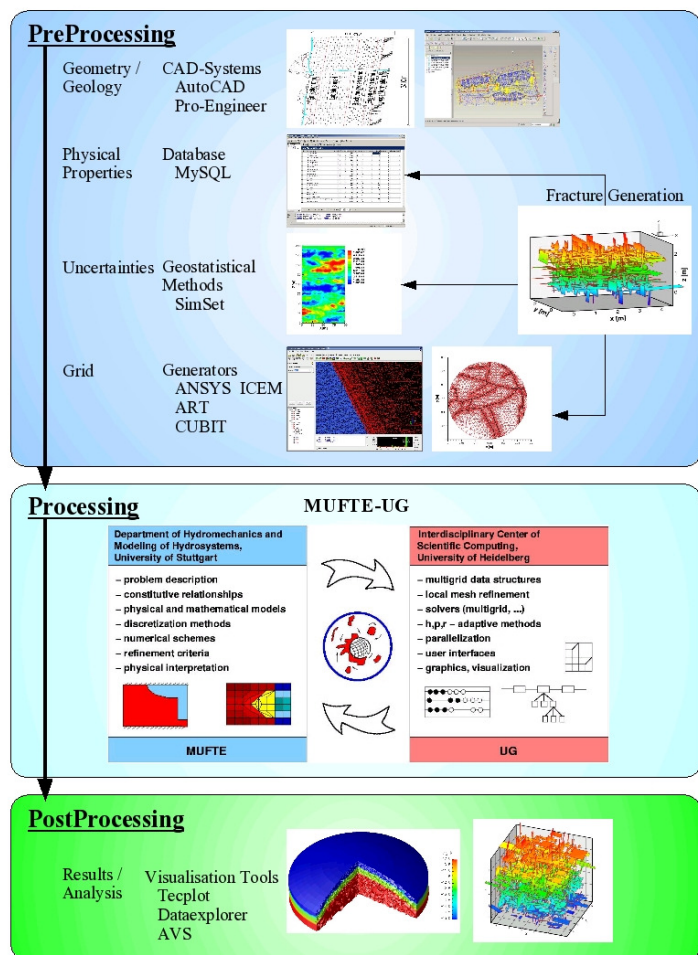 PreProcessing
Geometry / Geology
CAD-Systems
AutoCAD
Pro-Engineer
Physical Properties
Database
MySQL
Fracture Generation
Uncertainties
Geostatistical Methods
SimSet
x [m]
y [m]
z [m]
Grid
Generators
ANSYS ICEM
ART
CUBIT
Processing
MUFTE-UG
Department of Hydromechanics and
Modeling of Hydrosystems,
University of Stuttgart
– problem description
– constitutive relationships
– physical and mathematical models
– discretization methods
– numerical schemes
– refinement criteria
– physical interpretation
MUFTE
Interdisciplinary Center of
Scientific Computing,
University of Heidelberg
– multigrid data structures
– local mesh refinement
– solvers (multigrid, ...)
– h,p,r – adaptive methods
– parallelization
– user interfaces
– graphics, visualization
UG
PostProcessing
Results /
Analysis
Visualisation Tools
Tecplot
Dataexplorer
AVS